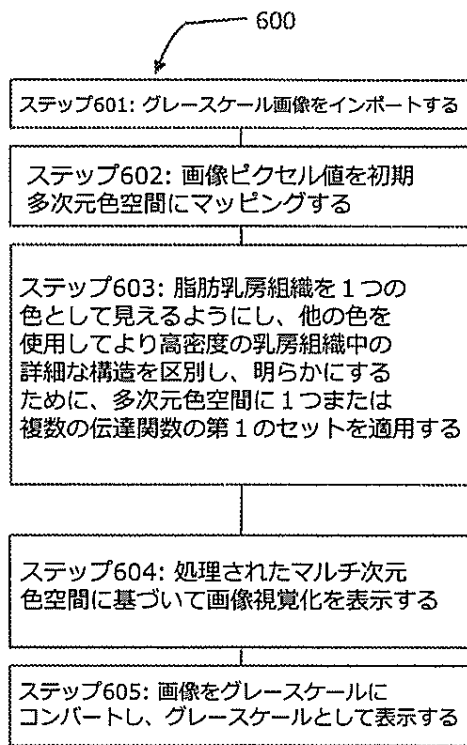 600
ステップ601: グレースケール画像をインポートする
ステップ602: 画像ピクセル値を初期
多次元色空間にマッピングする
ステップ603: 脂肪乳房組織を1つの
色として見えるようにし、他の色を
使用してより高密度の乳房組織中の
詳細な構造を区別し、明らかにする
ために、多次元色空間に1つまたは
複数の伝達関数の第1のセットを適用する
ステップ604: 処理されたマルチ次元
色空間に基づいて画像視覚化を表示する
ステップ605: 画像をグレースケールに
コンバートし、グレースケールとして表示する